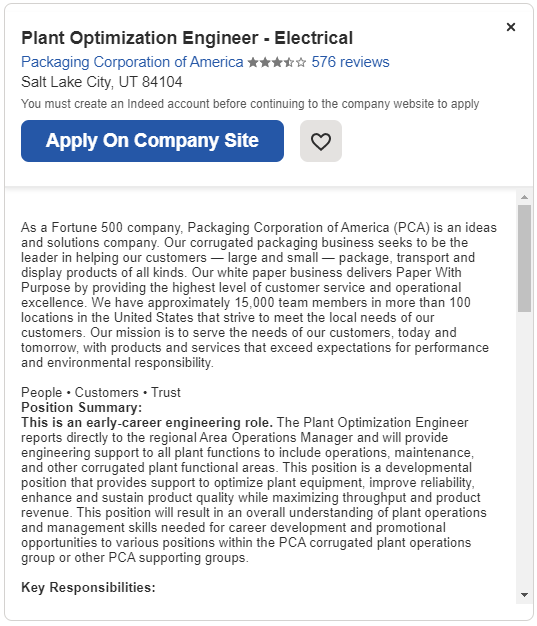 Plant Optimization Engineer - Electrical
Packaging Corporation of America 576 reviews
Salt Lake City, UT 84104
You must create an Indeed account before continuing to the company website to apply
Apply On Company Site
As a Fortune 500 company, Packaging Corporation of America (PCA) is an ideas
and solutions company. Our corrugated packaging business seeks to be the
leader in helping our customers — large and small — package, transport and
display products of all kinds. Our white paper business delivers Paper With
Purpose by providing the highest level of customer service and operational
excellence. We have approximately 15,000 team members in more than 100
locations in the United States that strive to meet the local needs of our
customers. Our mission is to serve the needs of our customers, today and
tomorrow, with products and services that exceed expectations for performance
and environmental responsibility.
People • Customers • Trust
Position Summary:
This is an early-career engineering role. The Plant Optimization Engineer
reports directly to the regional Area Operations Manager and will provide
engineering support to all plant functions to include operations, maintenance,
and other corrugated plant functional areas. This position is a developmental
position that provides support to optimize plant equipment, improve reliability,
enhance and sustain product quality while maximizing throughput and product
revenue. This position will result in an overall understanding of plant operations
and management skills needed for career development and promotional
opportunities to various positions within the PCA corrugated plant operations
group or other PCA supporting groups.
Key Responsibilities: